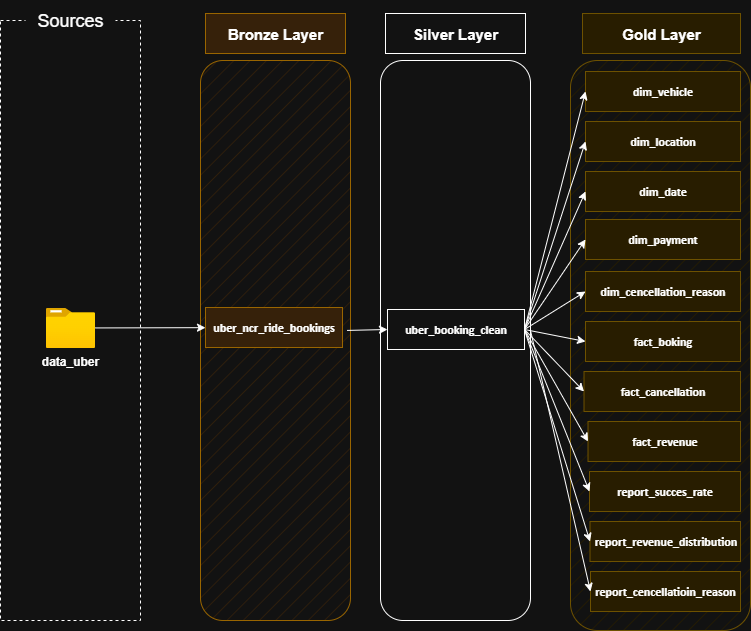 Sources
Bronze Layer
Silver Layer
Gold Layer
dim_vehicle
dim_location
dim_date
dim_payment
dim_cencellation_reason
fact_boking
fact_cancellation
fact_revenue
report_succes_rate
report_revenue_distribution
report_cencellatioin_reason
uber_ncr_ride_bookings
uber_booking_clean
data_uber